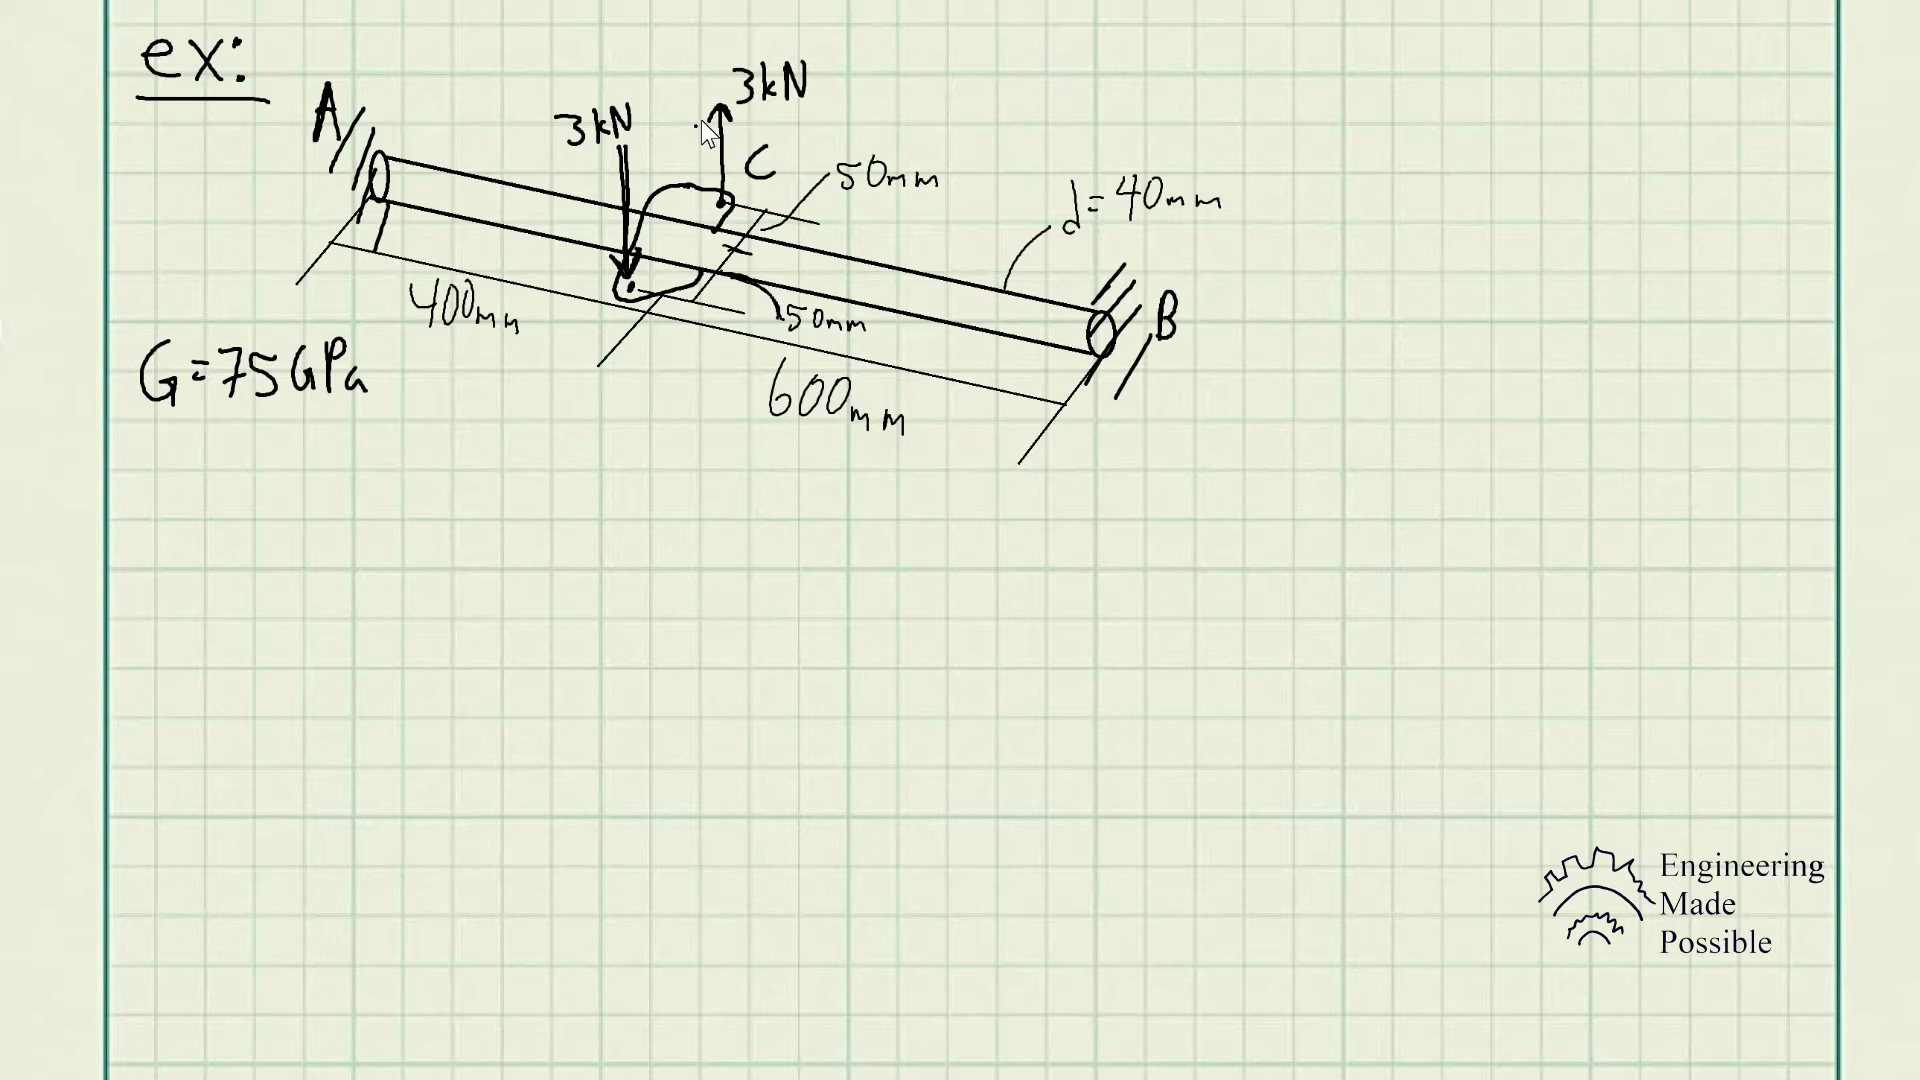 ex:
A
3kN
3kN
C
50mm
d=40mm
400mm
50mm
B
G=75GPa
600mm
Engineering
Made
Possible